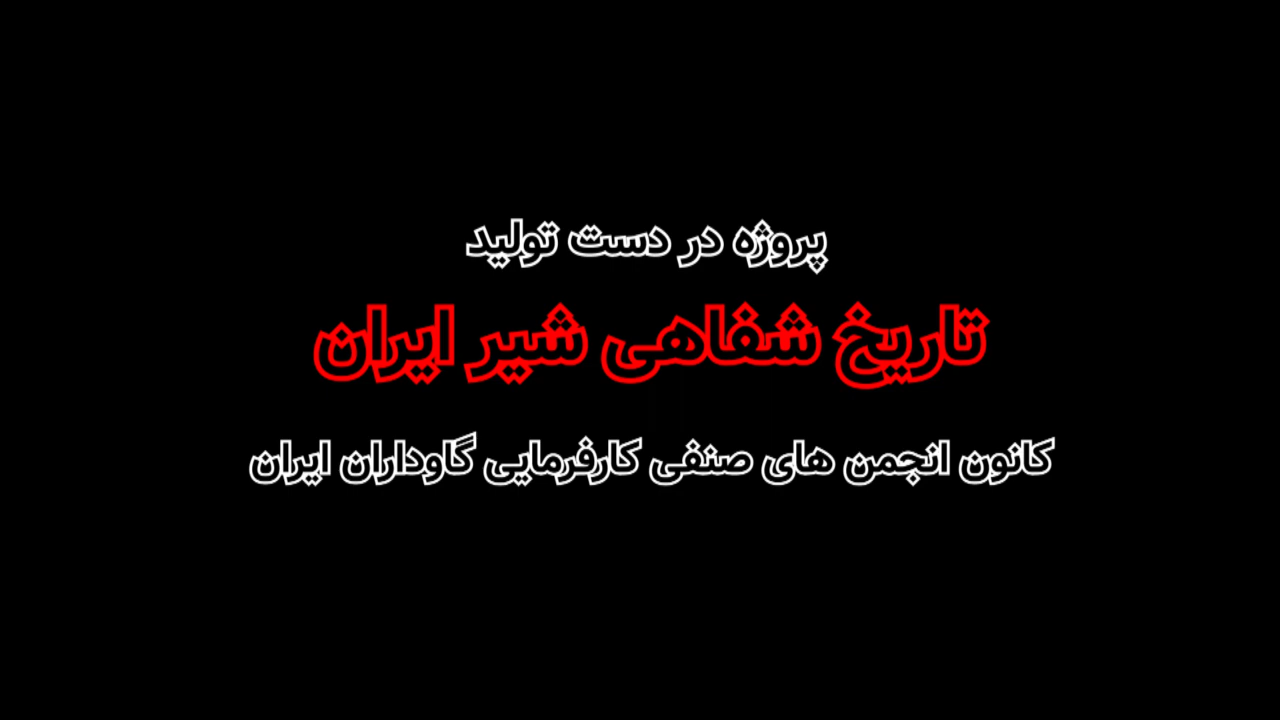 پروژه در دست تولید
تاریخ شفاهی شیر ایران
کانون انجمن های صنفی کارفرمایی گاوداران ایران